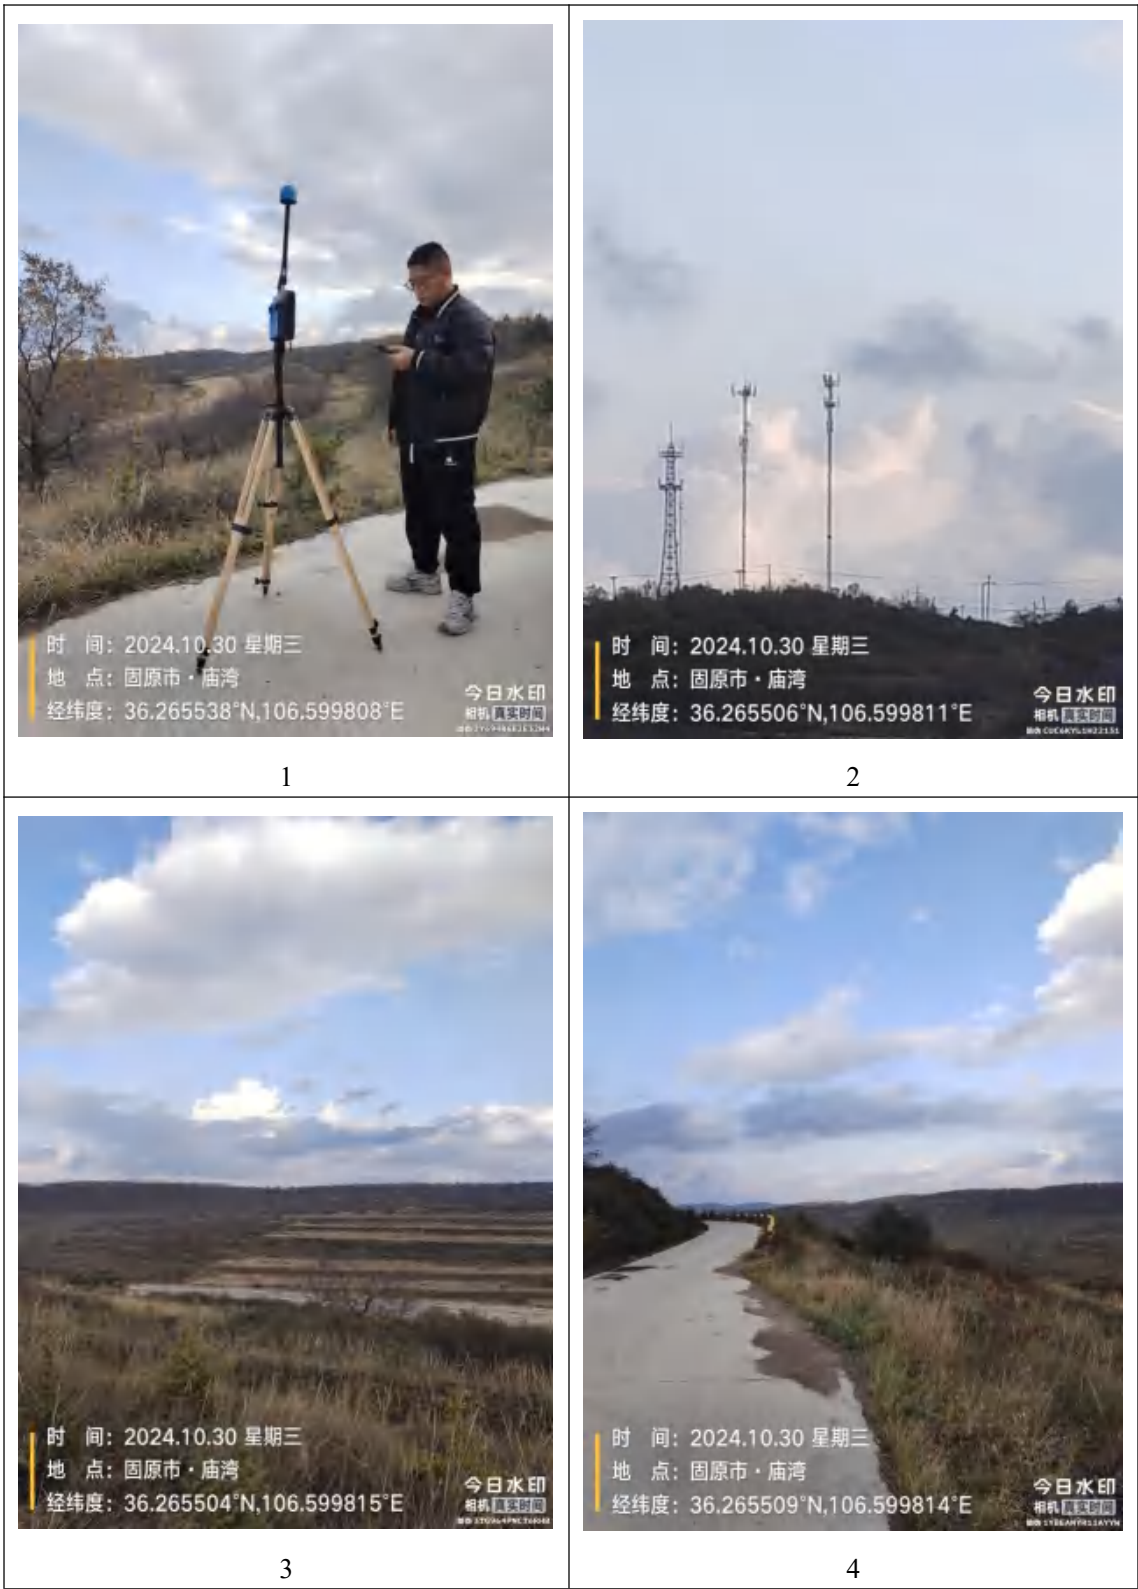 时 间：2024.10.30 星期三
地 点：固原市·庙湾
经纬度：36.265538°N,106.599808°E
今日水印
相机 真实时间
1
时 间：2024.10.30 星期三
地 点：固原市·庙湾
经纬度：36.265506°N,106.599811°E
今日水印
相机 真实时间
2
时 间：2024.10.30 星期三
地 点：固原市·庙湾
经纬度：36.265504°N,106.599815°E
今日水印
相机 真实时间
3
时 间：2024.10.30 星期三
地 点：固原市·庙湾
经纬度：36.265509°N,106.599814°E
今日水印
相机 真实时间
4